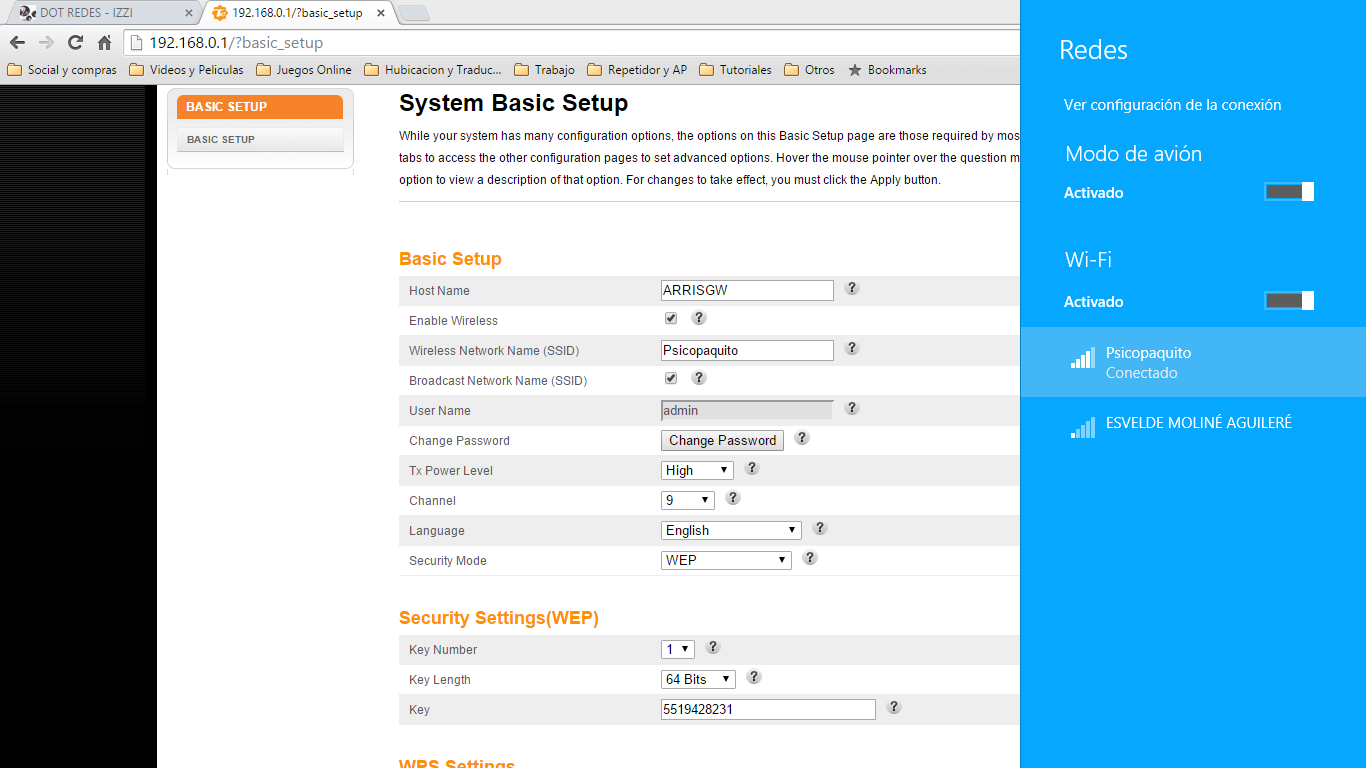 DOT REDES - IZZI
192.168.0.1/?basic_setup
192.168.0.1/?basic_setup
Social y compras
Videos y Peliculas
Juegos Online
Hubicacion y Traduc...
Trabajo
Repetidor y AP
Tutoriales
Otros
Bookmarks
BASIC SETUP
BASIC SETUP
System Basic Setup
While your system has many configuration options, the options on this Basic Setup page are those required by mos
tabs to access the other configuration pages to set advanced options. Hover the mouse pointer over the question m
option to view a description of that option. For changes to take effect, you must click the Apply button.
Basic Setup
Host Name ARRISGW ?
Enable Wireless ?
Wireless Network Name (SSID) Psicopaquito ?
Broadcast Network Name (SSID) ?
User Name admin ?
Change Password Change Password ?
Tx Power Level High ?
Channel 9 ?
Language English ?
Security Mode WEP ?
Security Settings(WEP)
Key Number 1 ?
Key Length 64 Bits ?
Key 5519428231 ?
WPS Settings
Redes
Ver configuración de la conexión
Modo de avión
Activado
Wi-Fi
Activado
Psicopaquito
Conectado
ESVELDE MOLINÉ AGUILERÉ